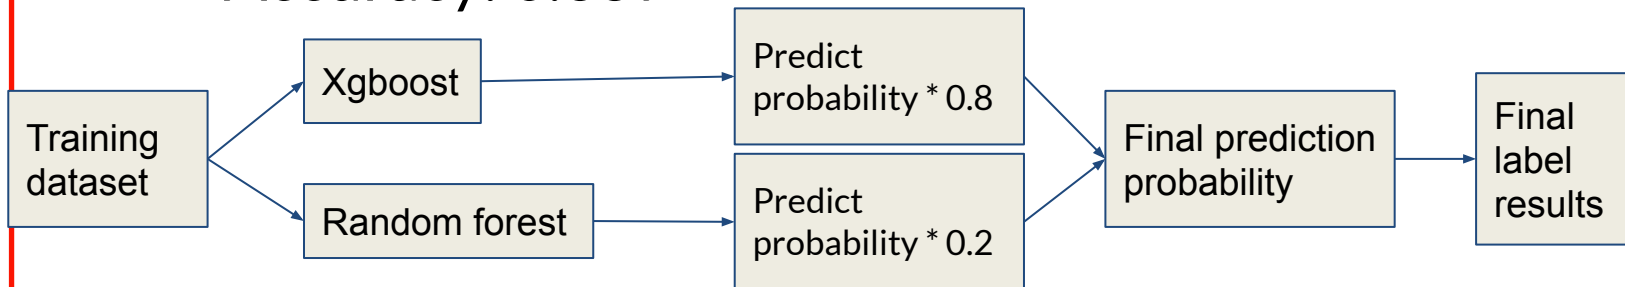 Training
dataset
Xgboost
Random forest
Predict
probability * 0.8
Predict
probability * 0.2
Final prediction
probability
Final
label
results